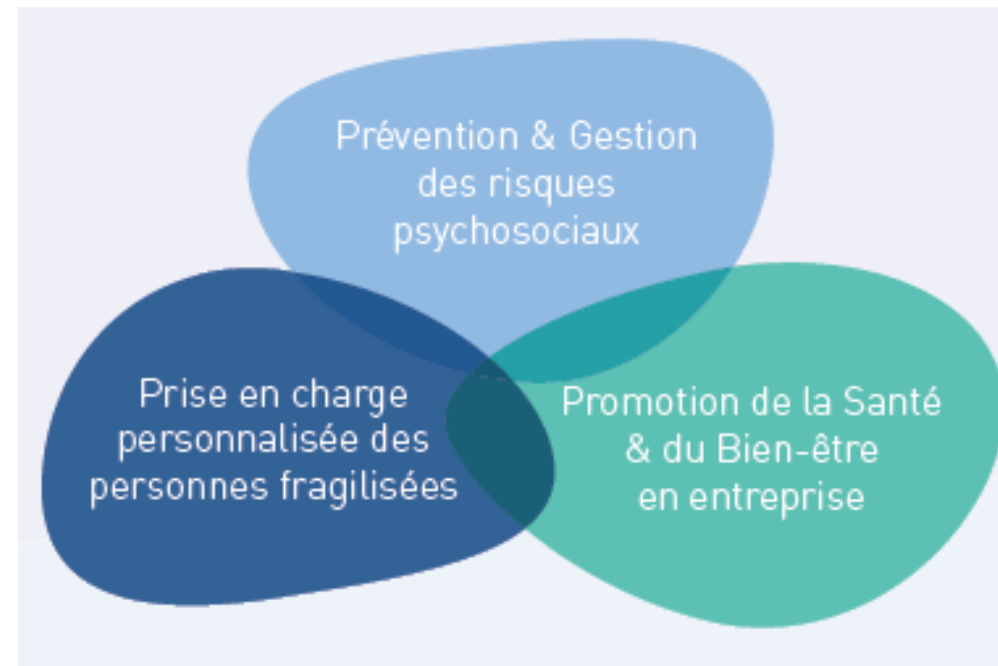 Prévention & Gestion
des risques
psychosociaux
Prise en charge
personnalisée des
personnes fragilisées
Promotion de la Santé
& du Bien-être
en entreprise